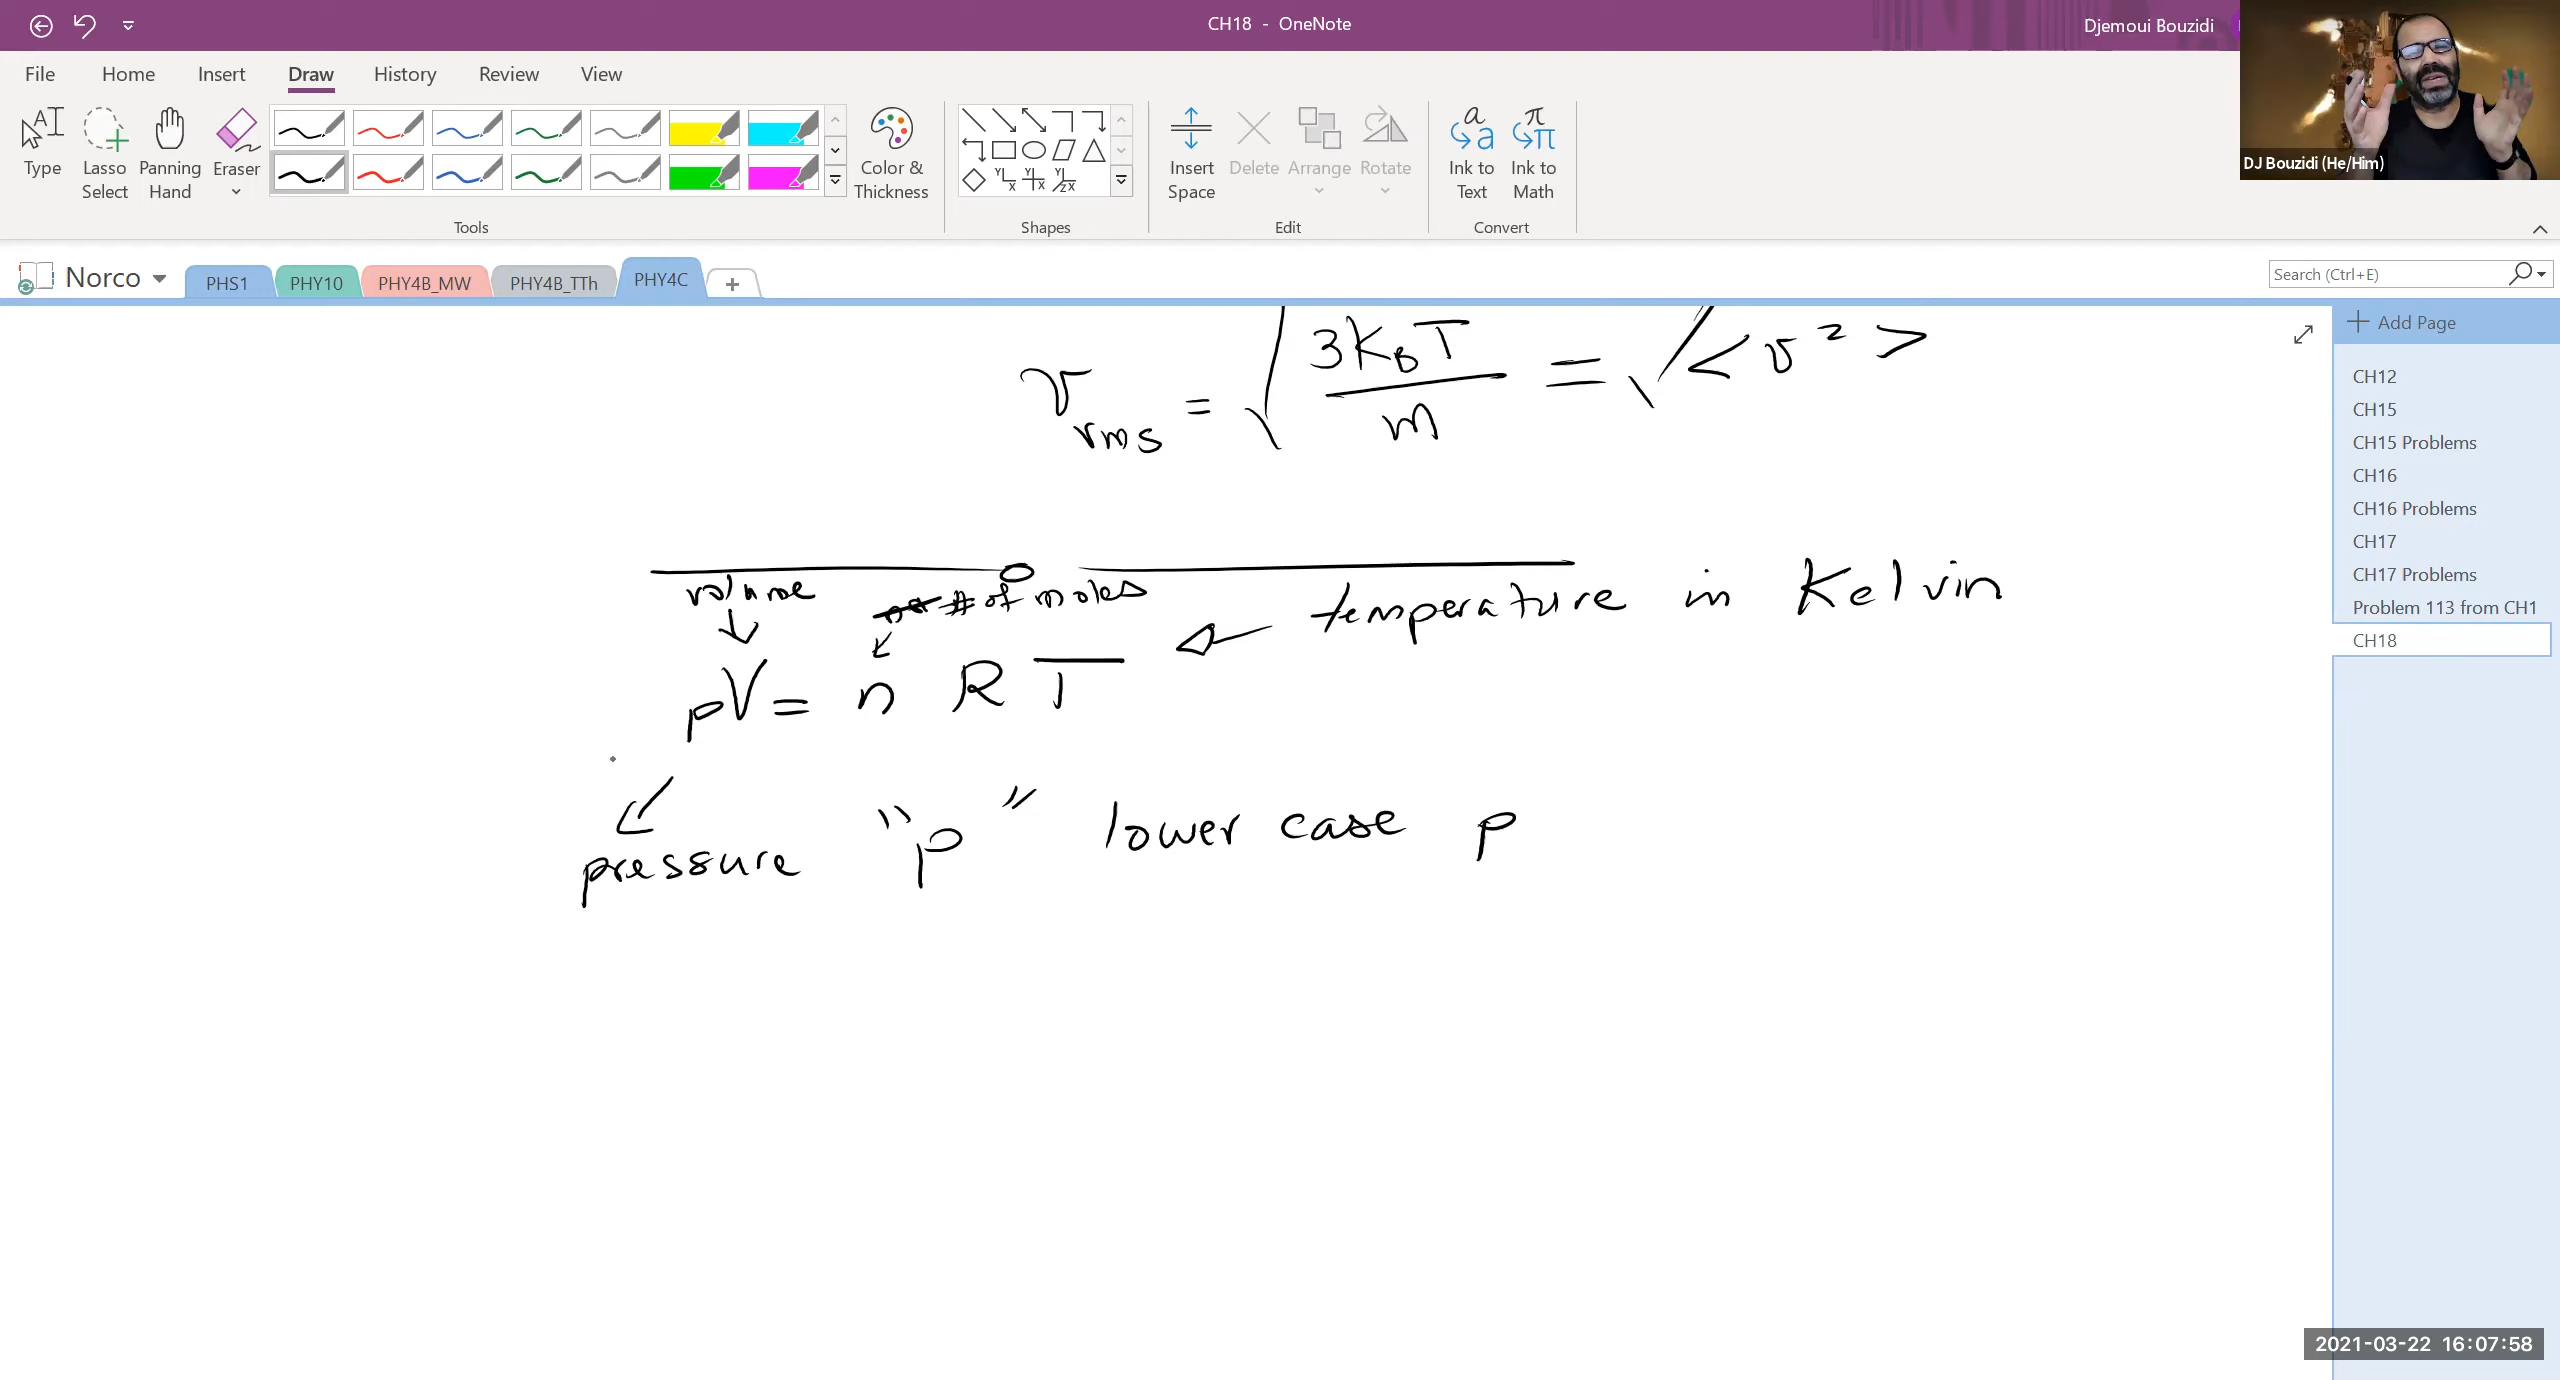 CH18 - OneNote
Djemoui Bouzidi
File Home Insert Draw History Review View
Type
Lasso Select
Panning Hand
Eraser
Color & Thickness
Insert Space
Delete
Arrange
Rotate
Ink to Text
Ink to Math
Tools
Shapes
Edit
Convert
DJ Bouzidi (He/Him)
Norco
PHS1 PHY10 PHY4B_MW PHY4B_TTh PHY4C +
Search (Ctrl+E)
v rms = √(3K_B T / m) = √<v²>
volume
# of moles
temperature in Kelvin
pV = n R T
pressure "p" lower case p
Add Page
CH12
CH15
CH15 Problems
CH16
CH16 Problems
CH17
CH17 Problems
Problem 113 from CH1
CH18
2021-03-22 16:07:58